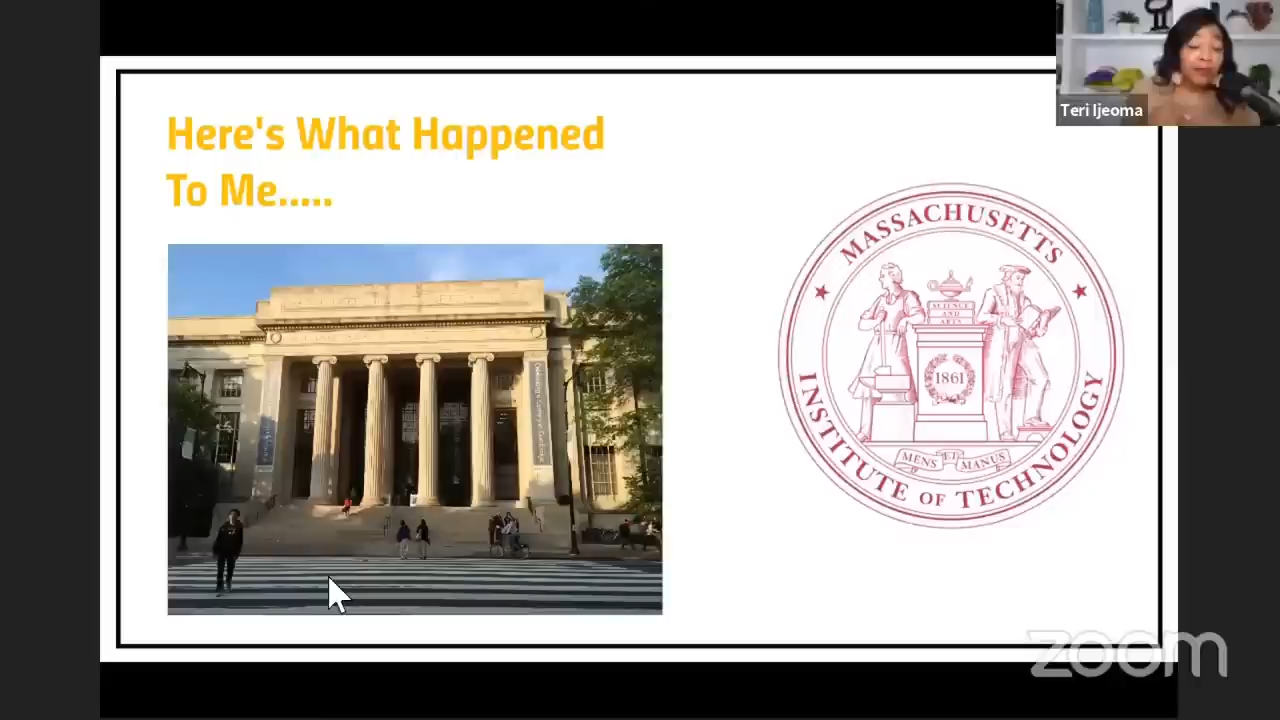 Here's What Happened
To Me.....
Teri Ijeoma
MASSACHUSETTS
INSTITUTE OF TECHNOLOGY
SCIENCE
AND
ARTS
1861
MENS ET MANUS
zoom